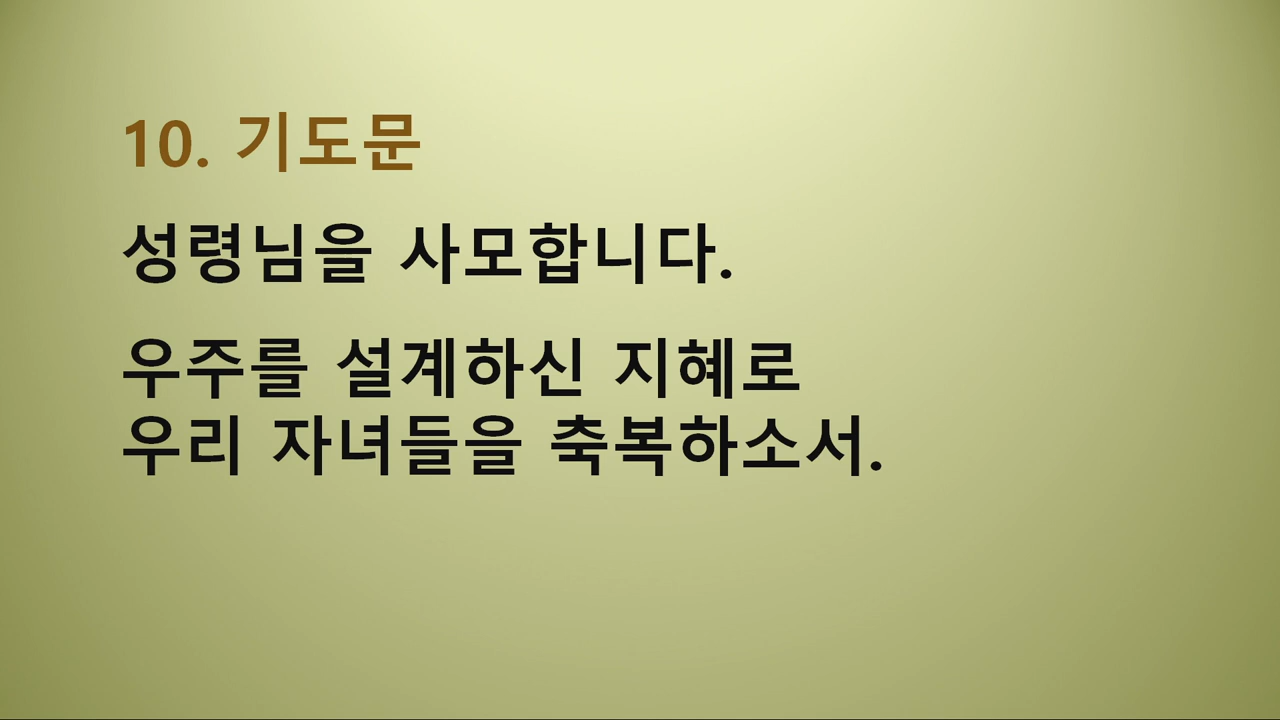 10. 기도문
성령님을 사모합니다.
우주를 설계하신 지혜로
우리 자녀들을 축복하소서.